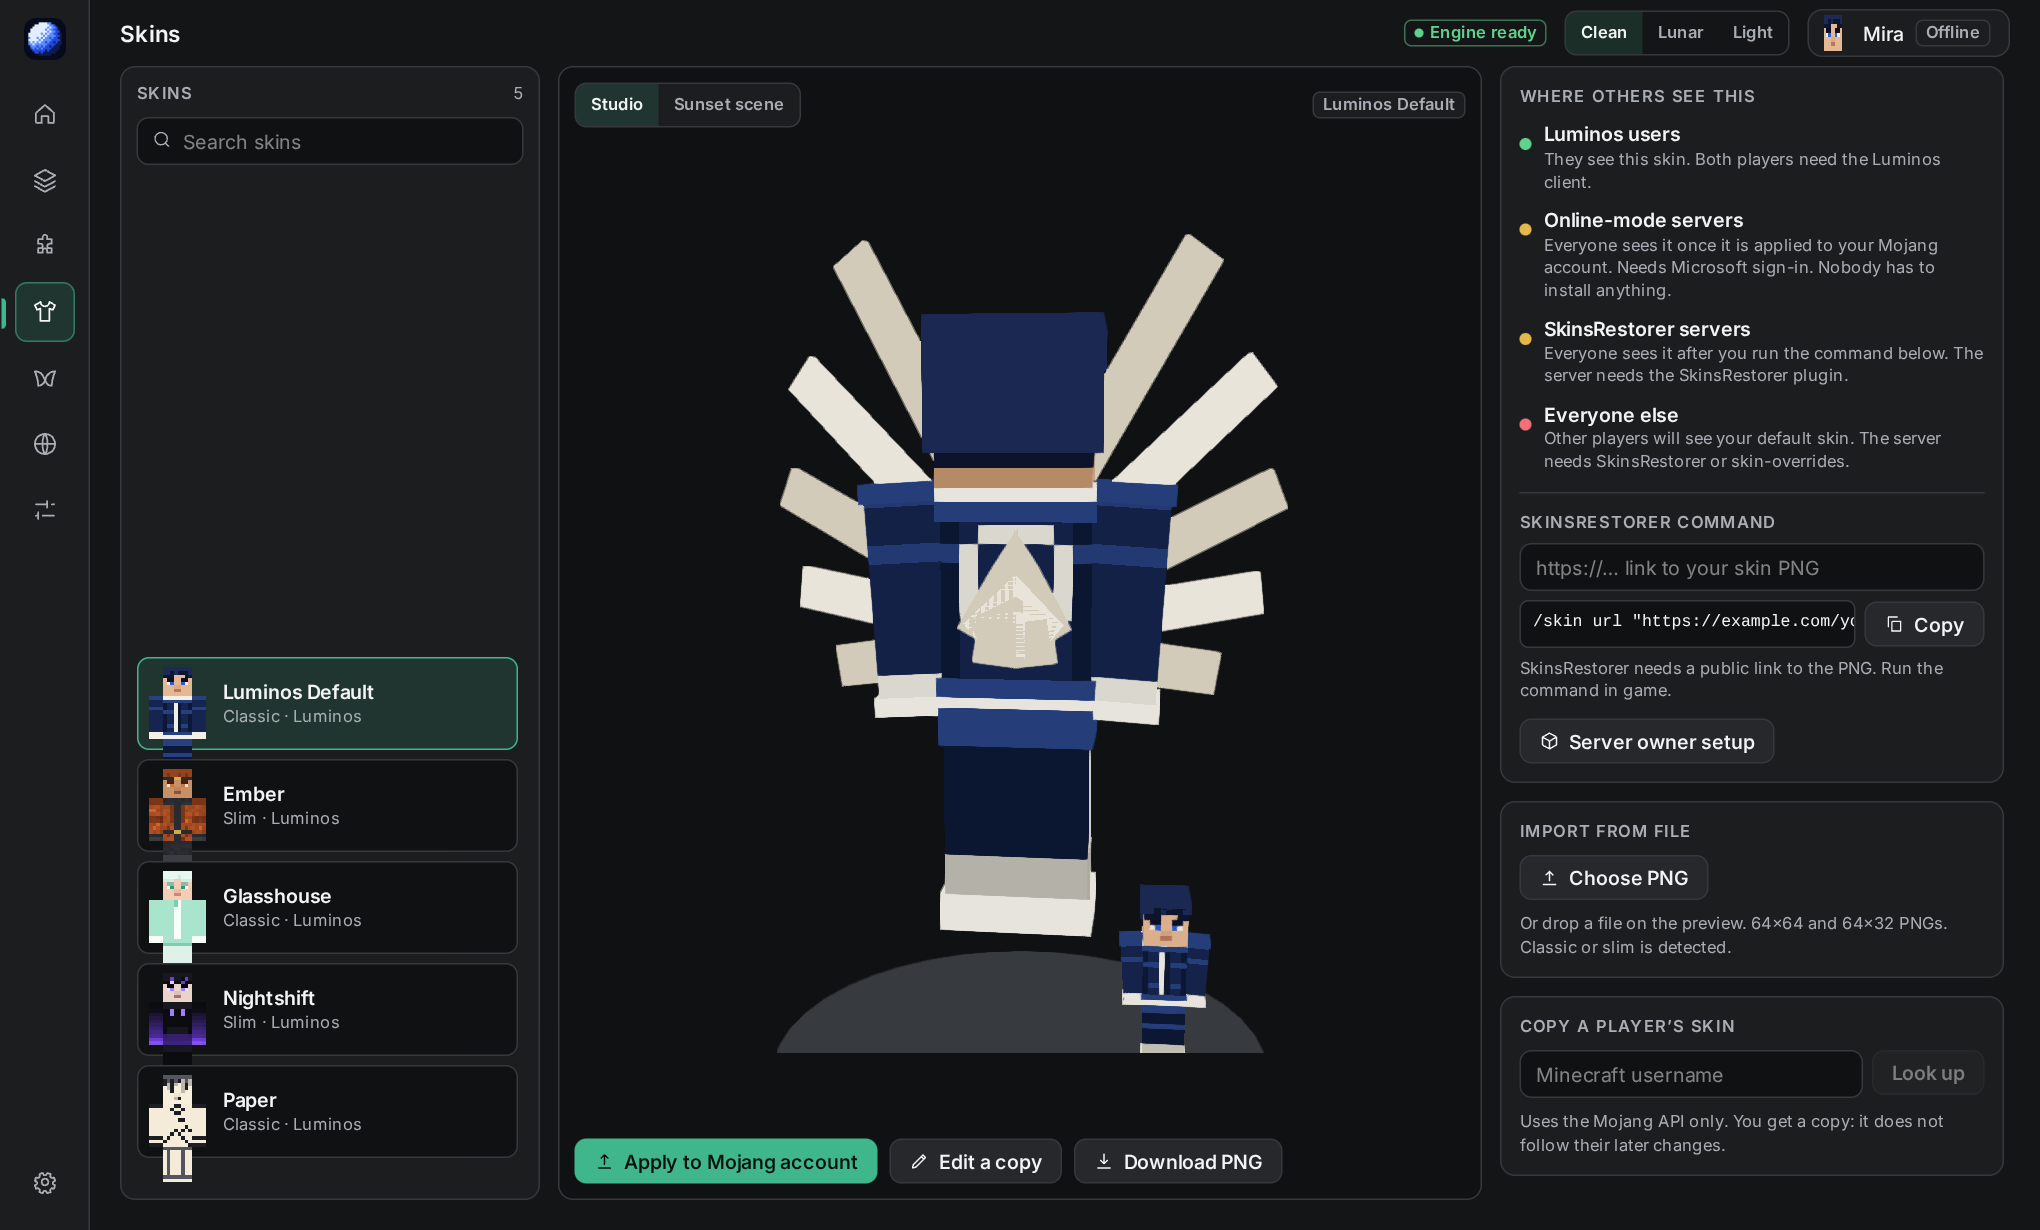 Skins
Engine ready
Clean
Lunar
Light
Mira
Offline
SKINS
5
Search skins
Luminos Default
Classic · Luminos
Ember
Slim · Luminos
Glasshouse
Classic · Luminos
Nightshift
Slim · Luminos
Paper
Classic · Luminos
Studio
Sunset scene
Luminos Default
Apply to Mojang account
Edit a copy
Download PNG
WHERE OTHERS SEE THIS
Luminos users
They see this skin. Both players need the Luminos
client.
Online-mode servers
Everyone sees it once it is applied to your Mojang
account. Needs Microsoft sign-in. Nobody has to
install anything.
SkinsRestorer servers
Everyone sees it after you run the command below. The
server needs the SkinsRestorer plugin.
Everyone else
Other players will see your default skin. The server
needs SkinsRestorer or skin-overrides.
SKINSRESTORER COMMAND
https://... link to your skin PNG
/skin url "https://example.com/yo
Copy
SkinsRestorer needs a public link to the PNG. Run the
command in game.
Server owner setup
IMPORT FROM FILE
Choose PNG
Or drop a file on the preview. 64×64 and 64×32 PNGs.
Classic or slim is detected.
COPY A PLAYER’S SKIN
Minecraft username
Look up
Uses the Mojang API only. You get a copy: it does not
follow their later changes.